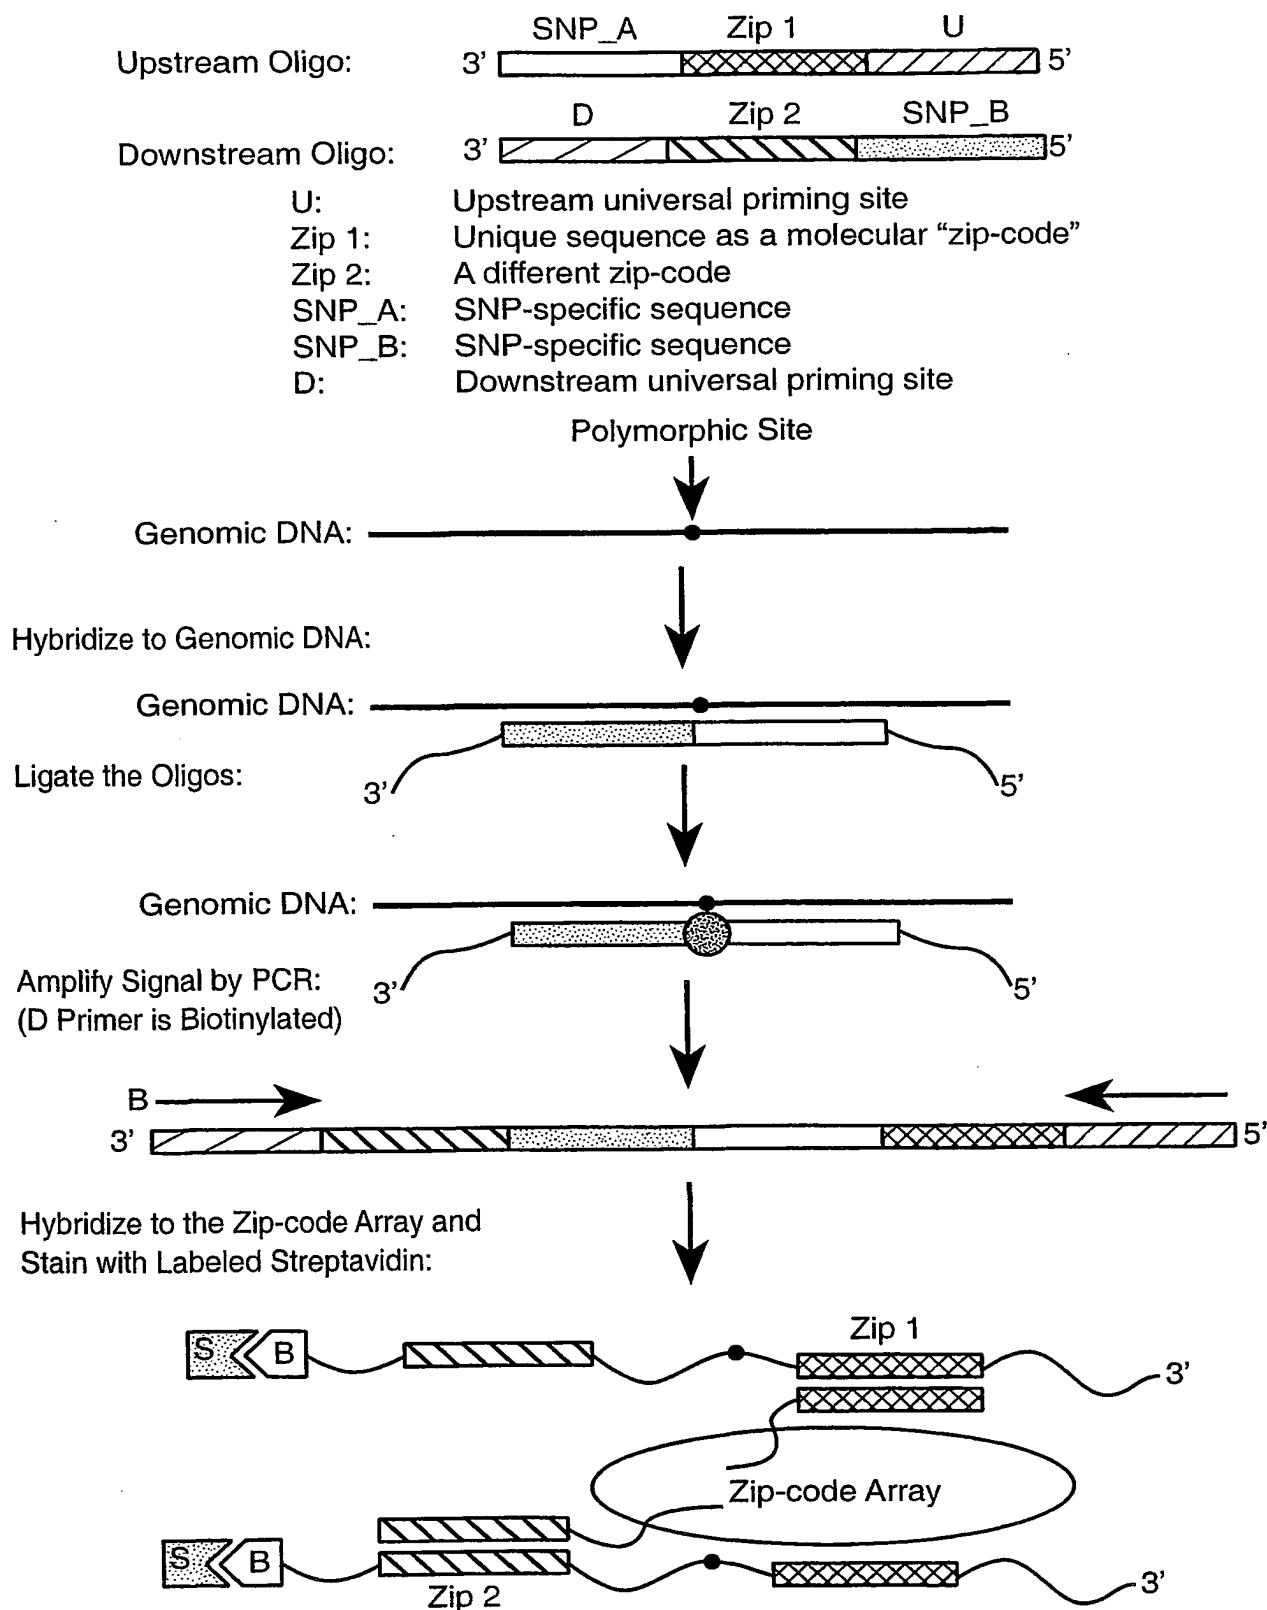 SNP_A Zip 1 U
Upstream Oligo: 3' 5'
D Zip 2 SNP_B
Downstream Oligo: 3' 5'
U: Upstream universal priming site
Zip 1: Unique sequence as a molecular “zip-code”
Zip 2: A different zip-code
SNP_A: SNP-specific sequence
SNP_B: SNP-specific sequence
D: Downstream universal priming site
Polymorphic Site
Genomic DNA:
Hybridize to Genomic DNA:
Genomic DNA:
Ligate the Oligos:
3' 5'
Genomic DNA:
Amplify Signal by PCR:
3' 5'
(D Primer is Biotinylated)
B
3' 5'
Hybridize to the Zip-code Array and
Stain with Labeled Streptavidin:
Zip 1
S B 3'
Zip-code Array
S B 3'
Zip 2